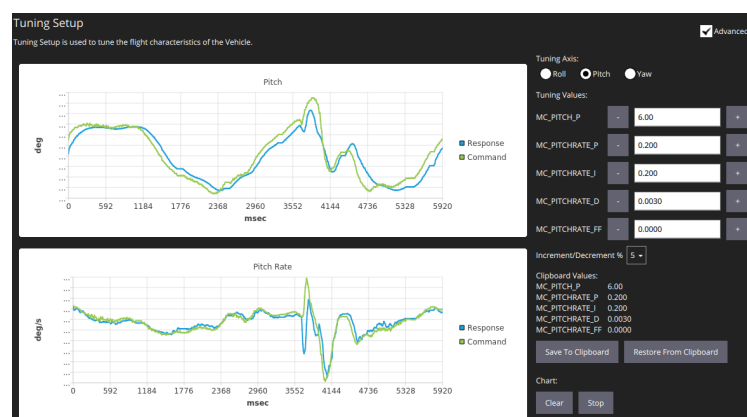 Tuning Setup
Tuning Setup is used to tune the flight characteristics of the Vehicle.
Advanced
Pitch
...
...
...
...
...
...
...
...
...
...
...
deg
0 592 1184 1776 2368 2960 3552 4144 4736 5328 5920
msec
Response
Command
Pitch Rate
...
...
...
...
...
...
...
...
...
deg/s
0 592 1184 1776 2368 2960 3552 4144 4736 5328 5920
msec
Response
Command
Tuning Axis:
Roll Pitch Yaw
Tuning Values:
MC_PITCH_P - 6.00 +
MC_PITCHRATE_P - 0.200 +
MC_PITCHRATE_I - 0.200 +
MC_PITCHRATE_D - 0.0030 +
MC_PITCHRATE_FF - 0.0000 +
Increment/Decrement % 5
Clipboard Values:
MC_PITCH_P 6.00
MC_PITCHRATE_P 0.200
MC_PITCHRATE_I 0.200
MC_PITCHRATE_D 0.0030
MC_PITCHRATE_FF 0.0000
Save To Clipboard Restore From Clipboard
Chart:
Clear Stop